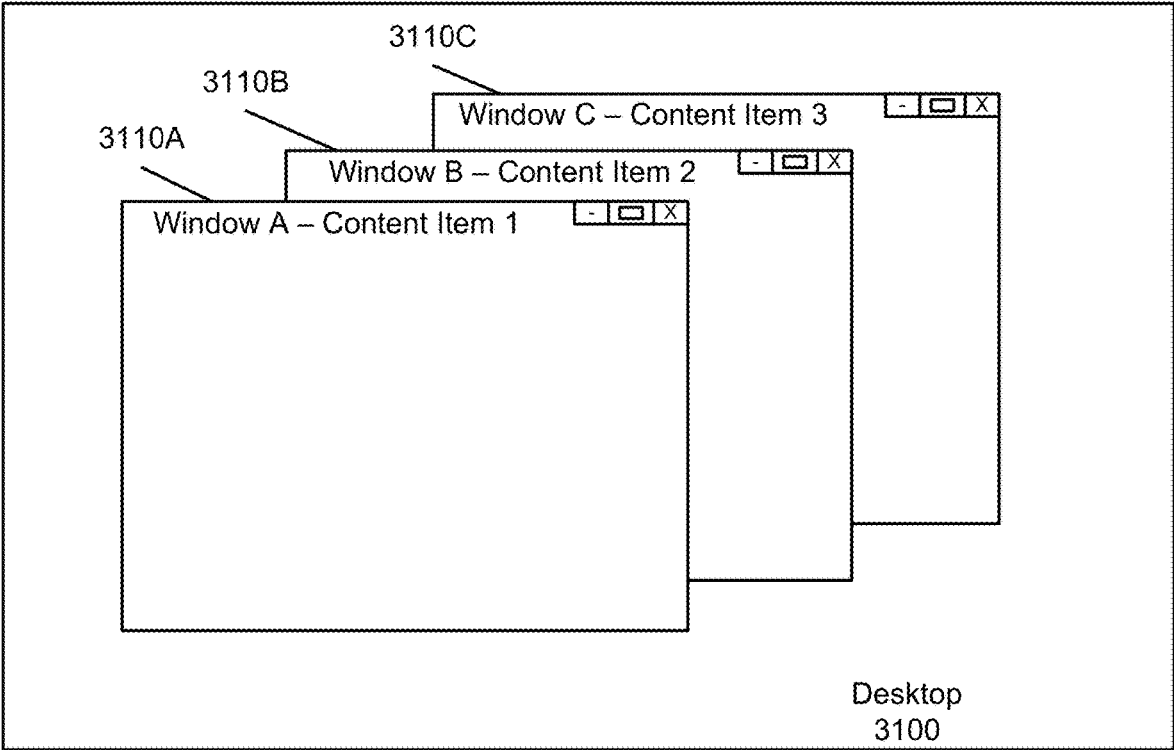 3110C
3110B
3110A
Window C – Content Item 3 - X
Window B – Content Item 2 - X
Window A – Content Item 1 - X
Desktop
3100